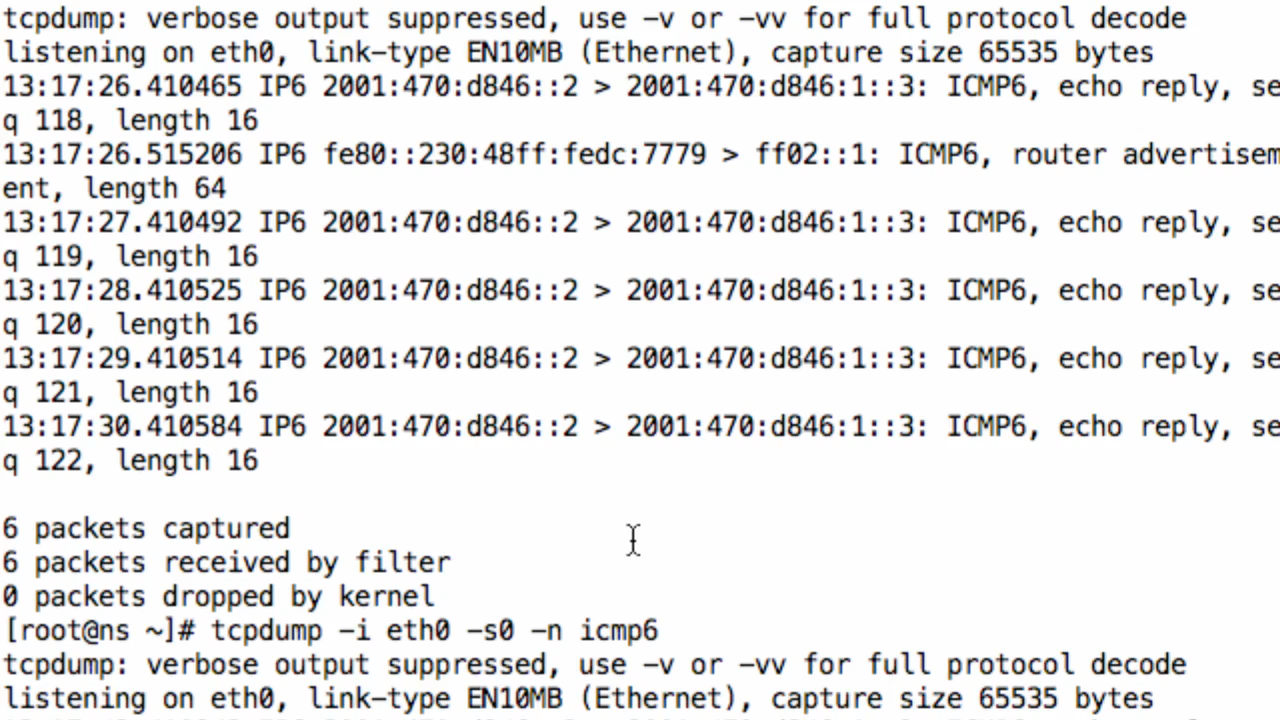 tcpdump: verbose output suppressed, use -v or -vv for full protocol decode
listening on eth0, link-type EN10MB (Ethernet), capture size 65535 bytes
13:17:26.410465 IP6 2001:470:d846::2 > 2001:470:d846:1::3: ICMP6, echo reply, se
q 118, length 16
13:17:26.515206 IP6 fe80::230:48ff:fedc:7779 > ff02::1: ICMP6, router advertisem
ent, length 64
13:17:27.410492 IP6 2001:470:d846::2 > 2001:470:d846:1::3: ICMP6, echo reply, se
q 119, length 16
13:17:28.410525 IP6 2001:470:d846::2 > 2001:470:d846:1::3: ICMP6, echo reply, se
q 120, length 16
13:17:29.410514 IP6 2001:470:d846::2 > 2001:470:d846:1::3: ICMP6, echo reply, se
q 121, length 16
13:17:30.410584 IP6 2001:470:d846::2 > 2001:470:d846:1::3: ICMP6, echo reply, se
q 122, length 16
6 packets captured
6 packets received by filter
0 packets dropped by kernel
[root@ns ~]# tcpdump -i eth0 -s0 -n icmp6
tcpdump: verbose output suppressed, use -v or -vv for full protocol decode
listening on eth0, link-type EN10MB (Ethernet), capture size 65535 bytes